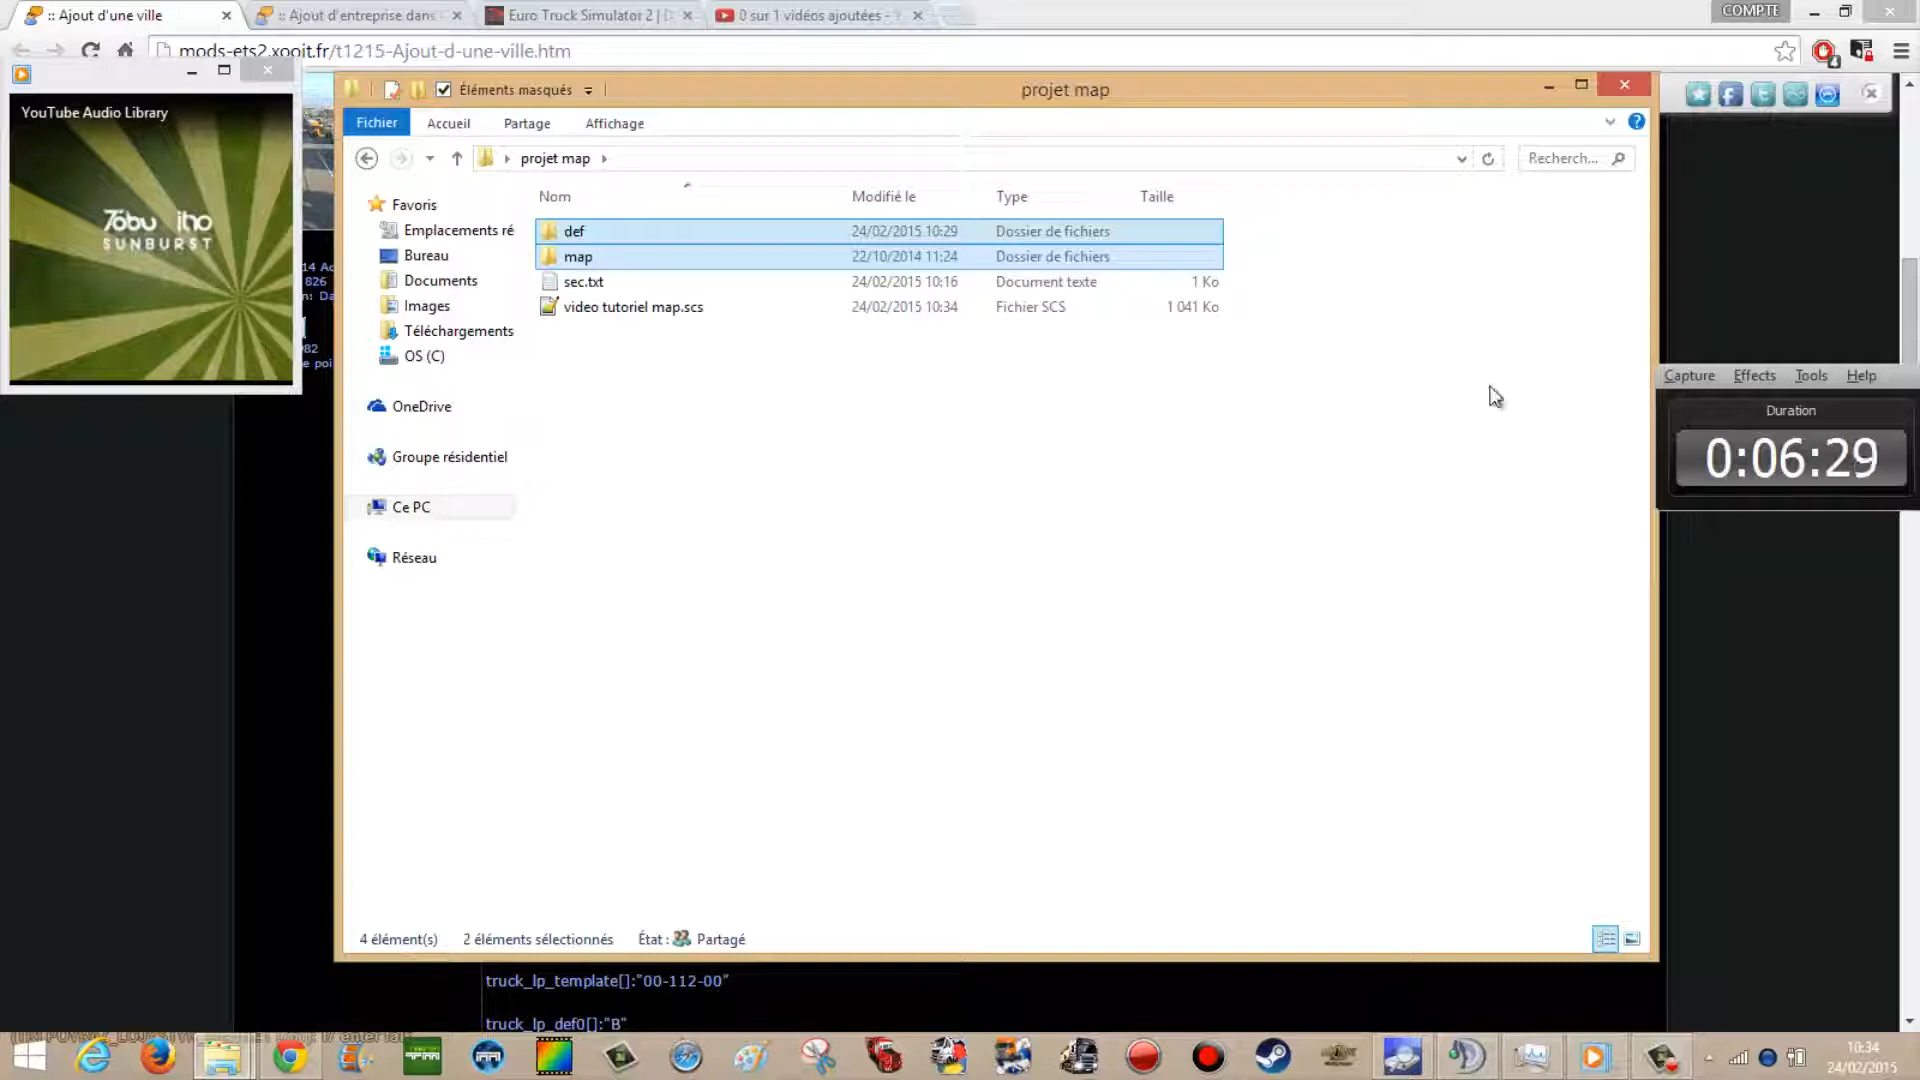 :: Ajout d'une ville
:: Ajout d'entreprise dans
Euro Truck Simulator 2 |
0 sur 1 vidéos ajoutées -
COMPTE
mods-ets2.xooit.fr/t1215-Ajout-d-une-ville.htm
YouTube Audio Library
SUNBURST
Éléments masqués
projet map
Fichier
Accueil
Partage
Affichage
projet map
Recherch...
Nom
Modifié le
Type
Taille
def
24/02/2015 10:29
Dossier de fichiers
map
22/10/2014 11:24
Dossier de fichiers
sec.txt
24/02/2015 10:16
Document texte
1 Ko
video tutoriel map.scs
24/02/2015 10:34
Fichier SCS
1 041 Ko
Favoris
Emplacements ré
Bureau
Documents
Images
Téléchargements
OS (C)
OneDrive
Groupe résidentiel
Ce PC
Réseau
4 élément(s)
2 éléments sélectionnés
État :
Partagé
Capture
Effects
Tools
Help
Duration
0:06:29
truck_lp_template[]:"00-112-00"
truck_lp_def0[]:"B"
10:34
24/02/2015